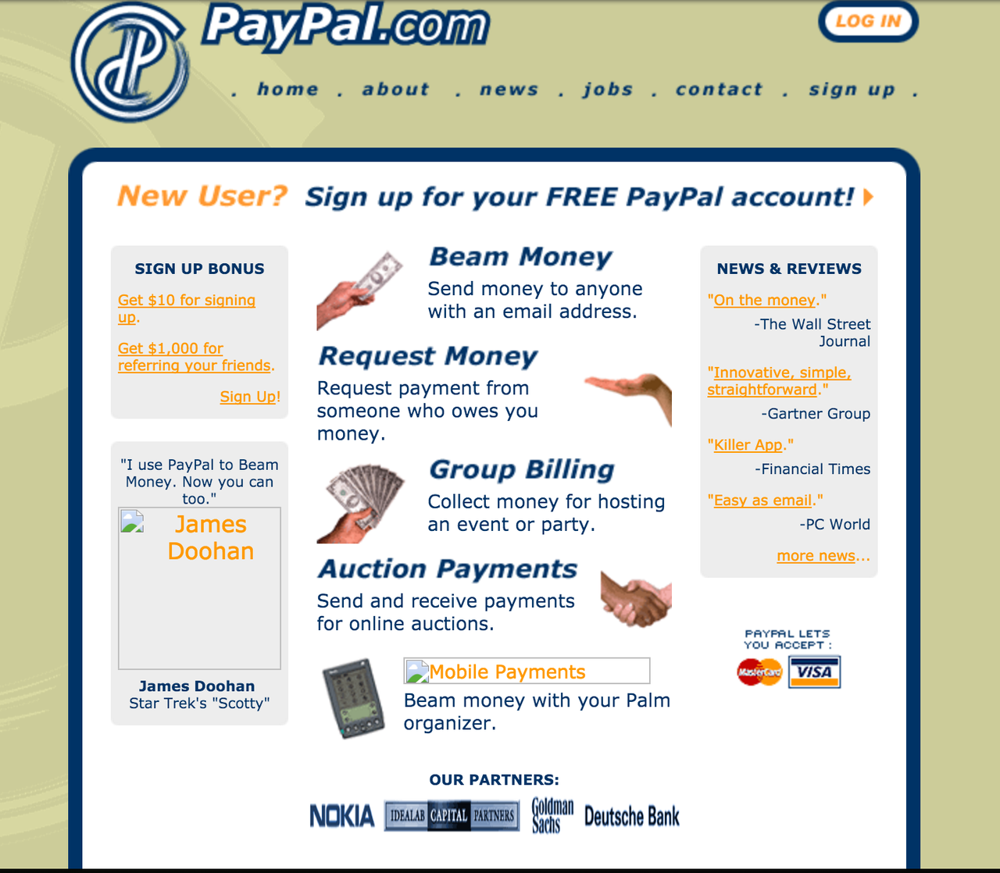 PayPal.com
LOG IN
. home . about . news . jobs . contact . sign up .
New User? Sign up for your FREE PayPal account!
SIGN UP BONUS
Get $10 for signing
up.
Get $1,000 for
referring your friends.
Sign Up!
"I use PayPal to Beam
Money. Now you can
too."
James
Doohan
James Doohan
Star Trek's "Scotty"
Beam Money
Send money to anyone
with an email address.
Request Money
Request payment from
someone who owes you
money.
Group Billing
Collect money for hosting
an event or party.
Auction Payments
Send and receive payments
for online auctions.
Mobile Payments
Beam money with your Palm
organizer.
NEWS & REVIEWS
"On the money."
-The Wall Street
Journal
"Innovative, simple,
straightforward."
-Gartner Group
"Killer App."
-Financial Times
"Easy as email."
-PC World
more news...
PAYPAL LETS
YOU ACCEPT :
MasterCard VISA
OUR PARTNERS:
NOKIA IDEALAB CAPITAL PARTNERS Goldman
Sachs Deutsche Bank